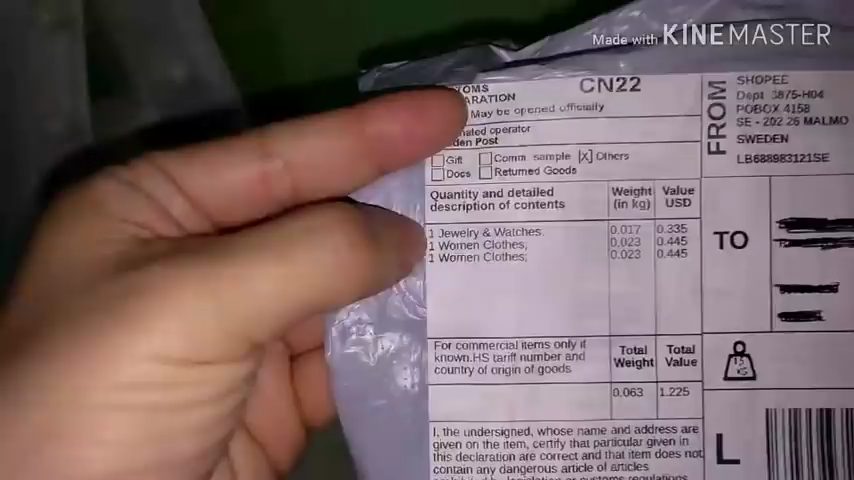 Made with KINEMASTER
CN22
May be opened officially
Gift Comm sample [X] Others
Docs Returned Goods
Quantity and detailed description of contents
Weight (in kg)
Value USD
1 Jewelry & Watches. 0.017 0.335
1 Women Clothes; 0.023 0.445
1 Women Clothes; 0.023 0.445
For commercial items only if
known.HS tariff number and
country of origin of goods
Total Weight
Total Value
0.063 1.225
I, the undersigned, whose name and address are
given on the item, certify that particular given in
this declaration are correct and that item does not
contain any dangerous article of articles
FROM
SHOPEE
Dept 3875-H04
POBOX 4158
SE - 202 26 MALMO
SWEDEN
LB688983121SE
TO
KG
L